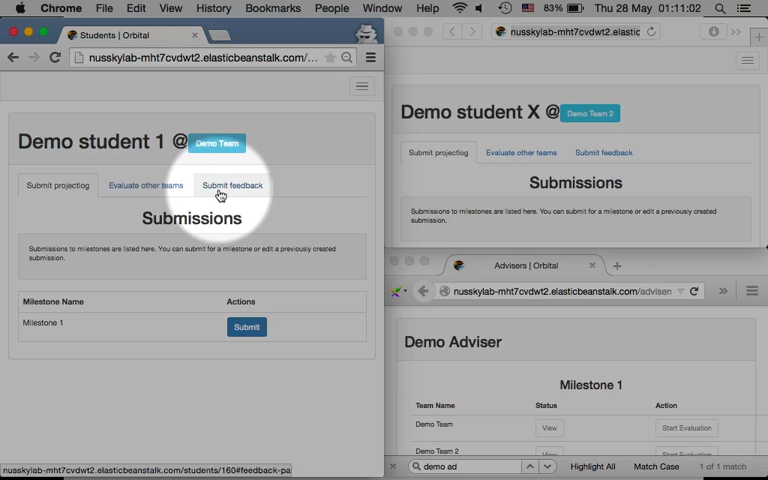 Chrome File Edit View History Bookmarks People Window Help 83% Thu 28 May 01:11:02
Students | Orbital
nusskylab-mht7cvdwt2.elasticbeanstalk.com/...
Demo student 1 @ Demo Team
Submit projectlog Evaluate other teams Submit feedback
Submissions
Submissions to milestones are listed here. You can submit for a milestone or edit a previously created
submission.
Milestone Name Actions
Milestone 1 Submit
nusskylab-mht7cvdwt2.elasticbeanstalk.com/students/160#feedback-pa
nusskylab-mht7cvdwt2.elastic
Demo student X @ Demo Team 2
Submit projectlog Evaluate other teams Submit feedback
Submissions
Submissions to milestones are listed here. You can submit for a milestone or edit a previously created
submission.
Advisers | Orbital
nusskylab-mht7cvdwt2.elasticbeanstalk.com/advisers
Demo Adviser
Milestone 1
Team Name Status Action
Demo Team View Start Evaluation
Demo Team 2 View Start Evaluation
demo ad Highlight All Match Case 1 of 1 match